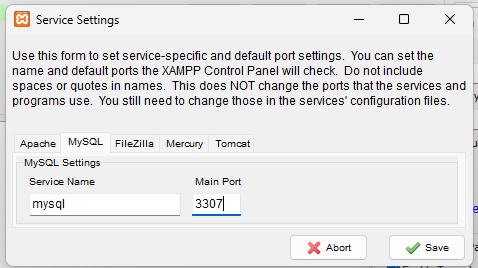 Service Settings
Use this form to set service-specific and default port settings.  You can set the
name and default ports the XAMPP Control Panel will check.  Do not include
spaces or quotes in names.  This does NOT change the ports that the services and
programs use.  You still need to change those in the services' configuration files.
Apache MySQL FileZilla Mercury Tomcat
MySQL Settings
Service Name Main Port
mysql 3307
Abort Save